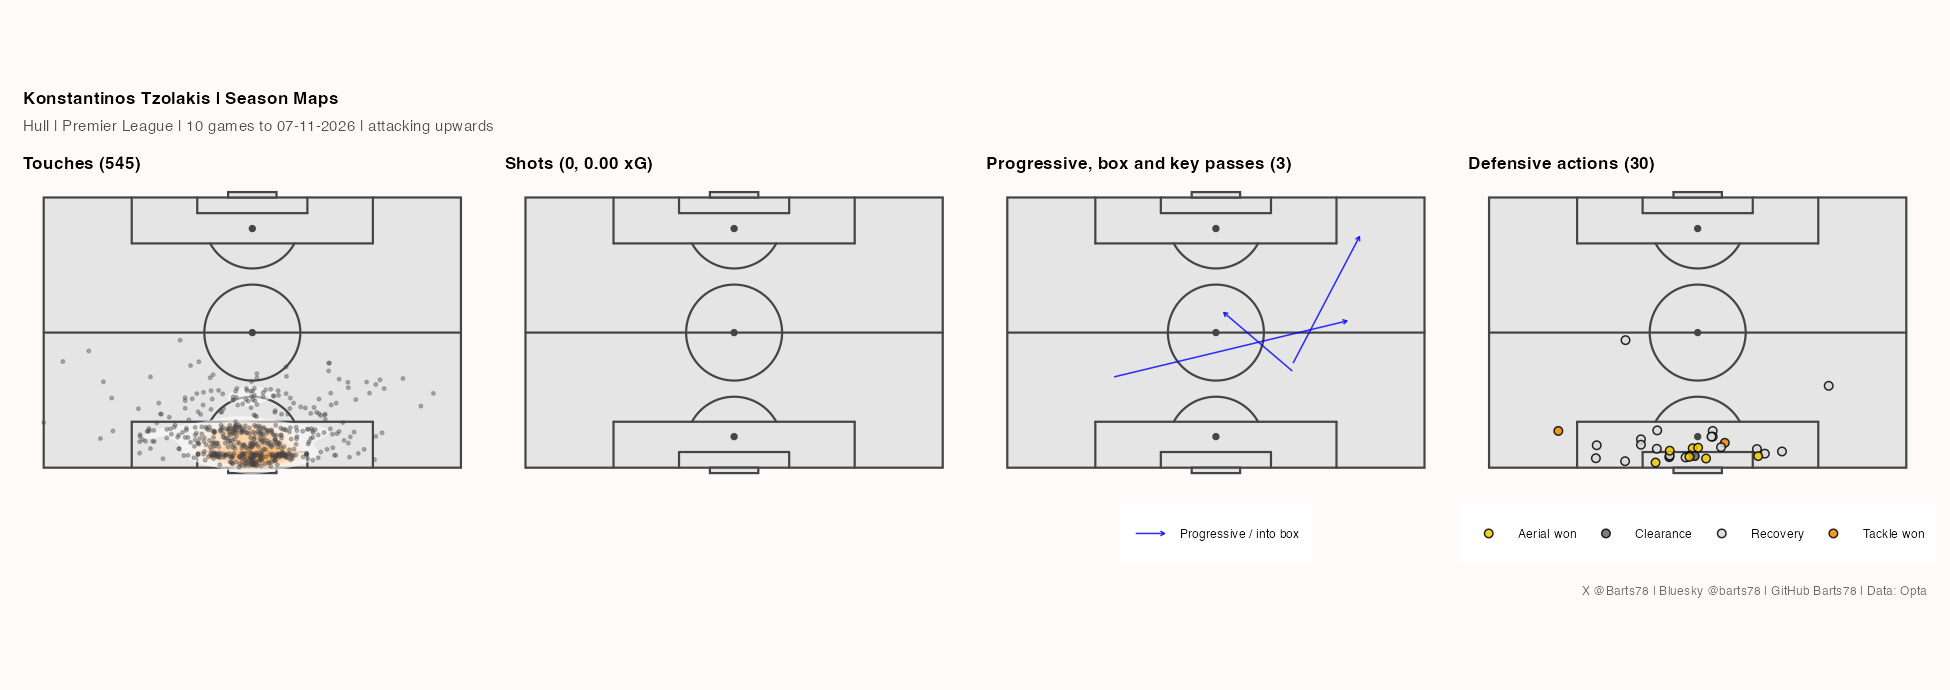 Konstantinos Tzolakis | Season Maps
Hull | Premier League | 10 games to 07-11-2026 | attacking upwards
Touches (545)
Shots (0, 0.00 xG)
Progressive, box and key passes (3)
Defensive actions (30)
Progressive / into box
Aerial won
Clearance
Recovery
Tackle won
X @Barts78 | Bluesky @barts78 | GitHub Barts78 | Data: Opta